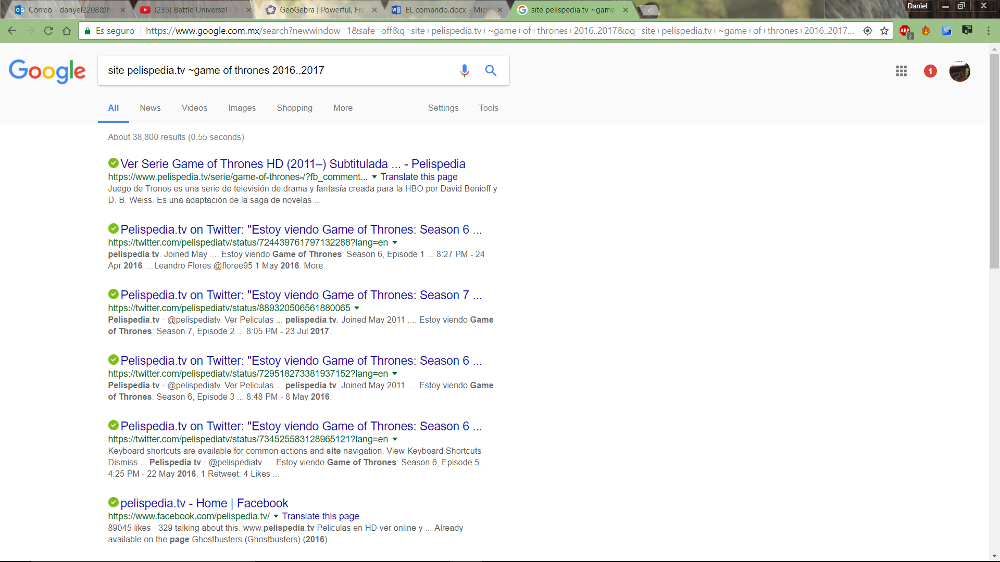 Correo - danyel2208@ho
(235) Battle Universe! - Y
GeoGebra | Powerful, Fre
EL comando.docx - Micr
site pelispedia.tv ~game
Daniel
Es seguro
https://www.google.com.mx/search?newwindow=1&safe=off&q=site+pelispedia.tv+~game+of+thrones+2016..2017&oq=site+pelispedia.tv+~game+of+thrones+2016..2017...
ABP
2
Google
site pelispedia.tv ~game of thrones 2016..2017
1
All
News
Videos
Images
Shopping
More
Settings
Tools
About 38,800 results (0.55 seconds)
Ver Serie Game of Thrones HD (2011–) Subtitulada ... - Pelispedia
https://www.pelispedia.tv/serie/game-of-thrones-/?fb_comment... Translate this page
Juego de Tronos es una serie de televisión de drama y fantasía creada para la HBO por David Benioff y
D. B. Weiss. Es una adaptación de la saga de novelas ...
Pelispedia.tv on Twitter: "Estoy viendo Game of Thrones: Season 6 ...
https://twitter.com/pelispediatv/status/724439761797132288?lang=en
pelispedia.tv. Joined May .... Estoy viendo Game of Thrones: Season 6, Episode 1 ... 8:27 PM - 24
Apr 2016 ... Leandro Flores @floree95 1 May 2016. More.
Pelispedia.tv on Twitter: "Estoy viendo Game of Thrones: Season 7 ...
https://twitter.com/pelispediatv/status/889320506561880065
Pelispedia.tv · @pelispediatv. Ver Peliculas ... pelispedia.tv. Joined May 2011 .... Estoy viendo Game
of Thrones: Season 7, Episode 2 ... 8:05 PM - 23 Jul 2017.
Pelispedia.tv on Twitter: "Estoy viendo Game of Thrones: Season 6 ...
https://twitter.com/pelispediatv/status/729518273381937152?lang=en
Pelispedia.tv · @pelispediatv. Ver Peliculas ... pelispedia.tv. Joined May 2011 .... Estoy viendo Game
of Thrones: Season 6, Episode 3 ... 8:48 PM - 8 May 2016.
Pelispedia.tv on Twitter: "Estoy viendo Game of Thrones: Season 6 ...
https://twitter.com/pelispediatv/status/734525583128965121?lang=en
Keyboard shortcuts are available for common actions and site navigation. View Keyboard Shortcuts
Dismiss ... Pelispedia.tv · @pelispediatv .... Estoy viendo Game of Thrones: Season 6, Episode 5 ...
4:25 PM - 22 May 2016. 1 Retweet; 4 Likes ...
pelispedia.tv - Home | Facebook
https://www.facebook.com/pelispedia.tv/ Translate this page
89045 likes · 329 talking about this. www.pelispedia.tv Peliculas en HD ver online y ... Already
available on the page Ghostbusters (Ghostbusters) (2016).